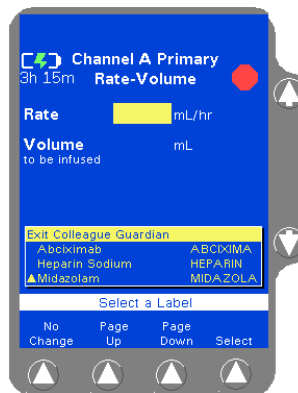 Channel A Primary
3h 15m Rate-Volume
Rate mL/hr
Volume mL
to be infused
Exit Colleague Guardian
Abciximab ABCIXIMA
Heparin Sodium HEPARIN
▲Midazolam MIDAZOLA
Select a Label
No Page Page
Change Up Down Select